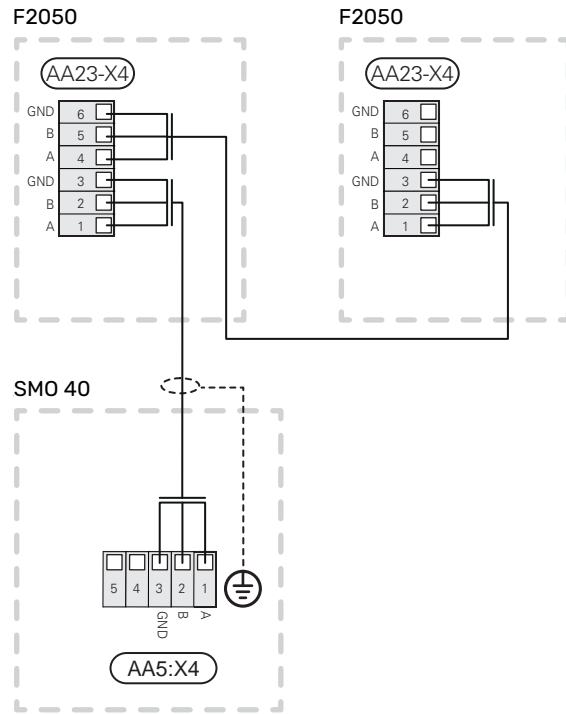 F2050
F2050
AA23-X4
AA23-X4
GND 6
B 5
A 4
GND 3
B 2
A 1
GND 6
B 5
A 4
GND 3
B 2
A 1
SMO 40
5 4 3 2 1
GND B A
AA5:X4